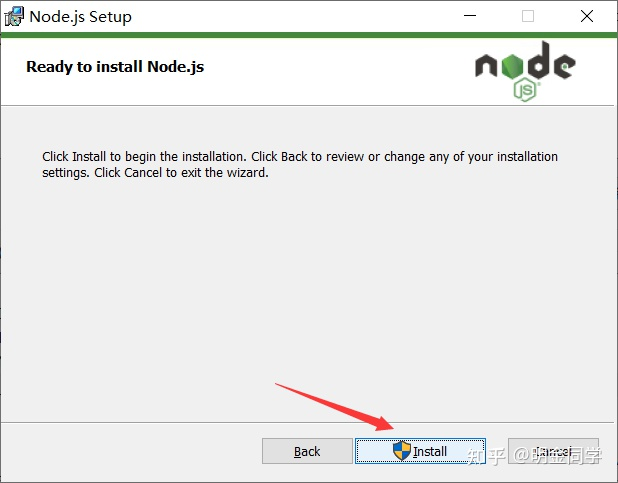 Node.js Setup
Ready to install Node.js
node
JS
Click Install to begin the installation. Click Back to review or change any of your installation
settings. Click Cancel to exit the wizard.
Back
Install
Cancel
知乎 @明金同学